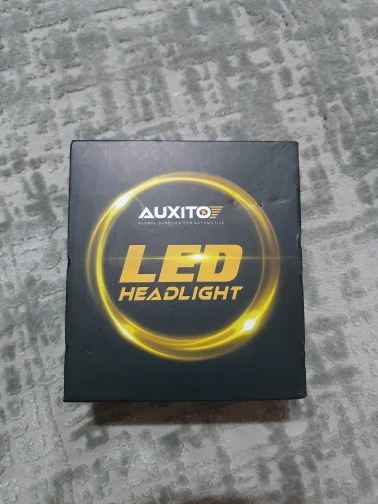 AUXITO
GLOBAL SUPPLIER FOR AUTOMOTIVE
LED
HEADLIGHT